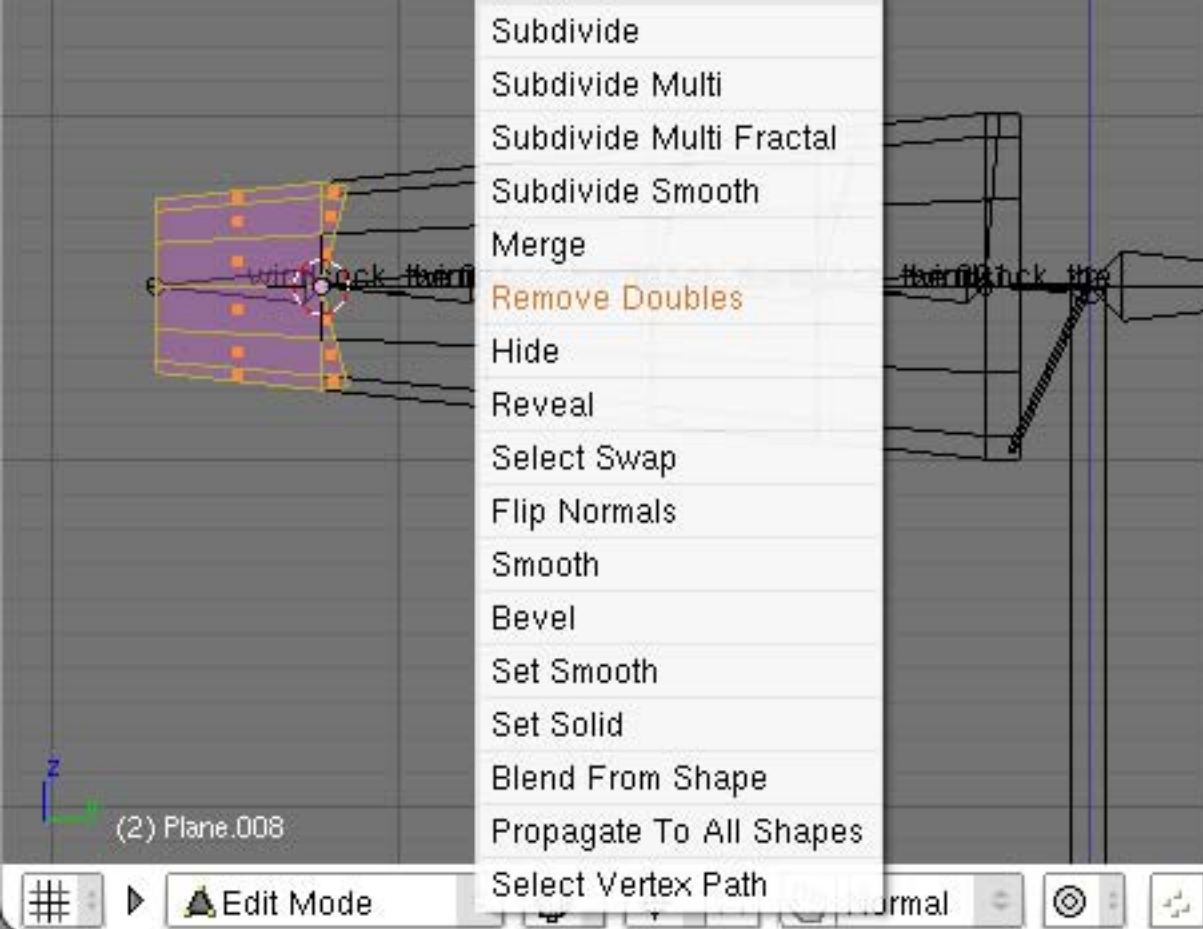 Subdivide
Subdivide Multi
Subdivide Multi Fractal
Subdivide Smooth
Merge
Remove Doubles
Hide
Reveal
Select Swap
Flip Normals
Smooth
Bevel
Set Smooth
Set Solid
Blend From Shape
Propagate To All Shapes
Select Vertex Path
z
(2) Plane.008
Edit Mode